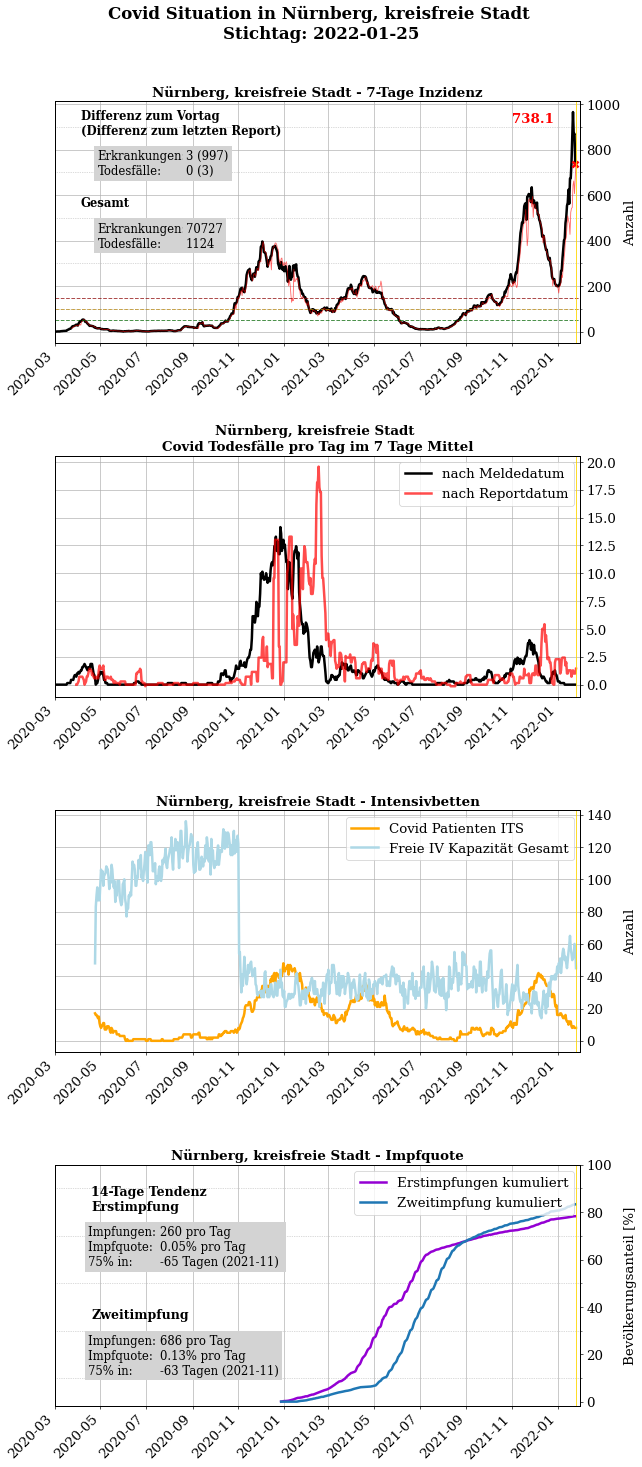 Covid Situation in Nürnberg, kreisfreie Stadt
Stichtag: 2022-01-25
Nürnberg, kreisfreie Stadt - 7-Tage Inzidenz
Differenz zum Vortag
(Differenz zum letzten Report)
Erkrankungen 3 (997)
Todesfälle: 0 (3)
Gesamt
Erkrankungen 70727
Todesfälle: 1124
738.1
1000
800
600
400
200
0
Anzahl
2020-03
2020-05
2020-07
2020-09
2020-11
2021-01
2021-03
2021-05
2021-07
2021-09
2021-11
2022-01
Nürnberg, kreisfreie Stadt
Covid Todesfälle pro Tag im 7 Tage Mittel
nach Meldedatum
nach Reportdatum
20.0
17.5
15.0
12.5
10.0
7.5
5.0
2.5
0.0
2020-03
2020-05
2020-07
2020-09
2020-11
2021-01
2021-03
2021-05
2021-07
2021-09
2021-11
2022-01
Nürnberg, kreisfreie Stadt - Intensivbetten
Covid Patienten ITS
Freie IV Kapazität Gesamt
140
120
100
80
60
40
20
0
Anzahl
2020-03
2020-05
2020-07
2020-09
2020-11
2021-01
2021-03
2021-05
2021-07
2021-09
2021-11
2022-01
Nürnberg, kreisfreie Stadt - Impfquote
14-Tage Tendenz
Erstimpfung
Impfungen: 260 pro Tag
Impfquote: 0.05% pro Tag
75% in: -65 Tagen (2021-11)
Zweitimpfung
Impfungen: 686 pro Tag
Impfquote: 0.13% pro Tag
75% in: -63 Tagen (2021-11)
Erstimpfungen kumuliert
Zweitimpfung kumuliert
100
80
60
40
20
0
Bevölkerungsanteil [%]
2020-03
2020-05
2020-07
2020-09
2020-11
2021-01
2021-03
2021-05
2021-07
2021-09
2021-11
2022-01